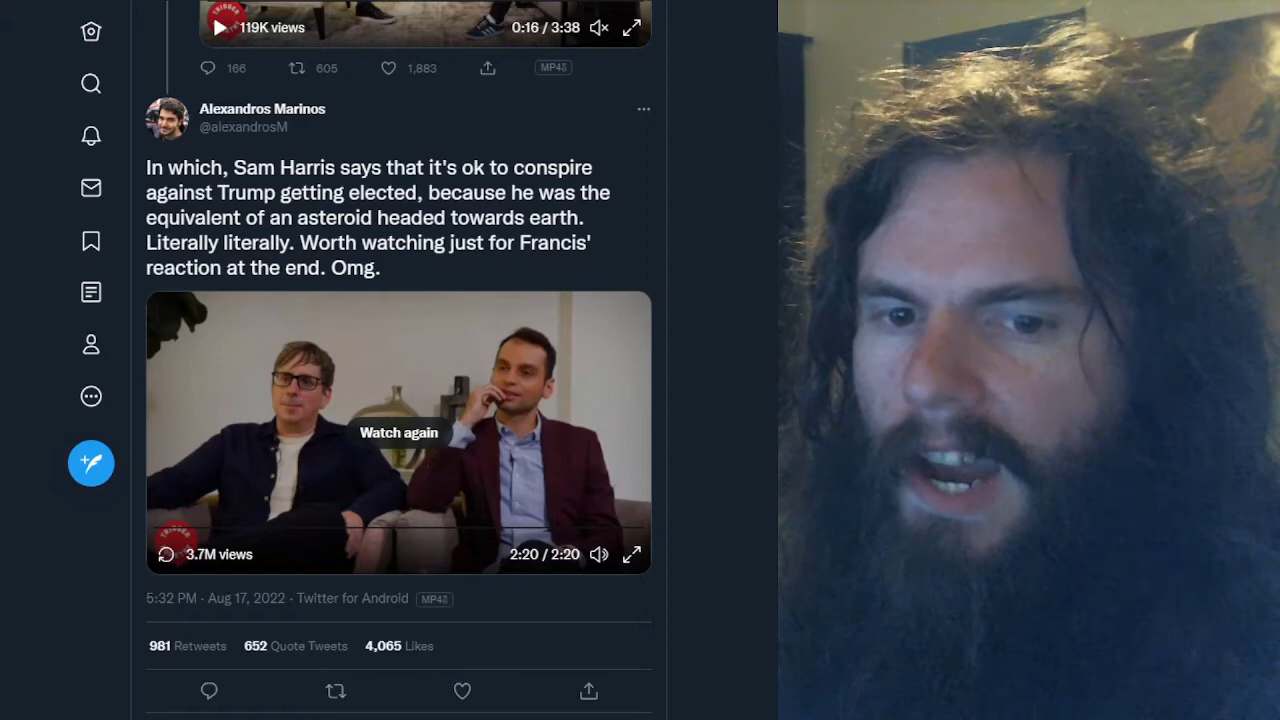 119K views
0:16 / 3:38
166
605
1,883
MP4
Alexandros Marinos
@alexandrosM
In which, Sam Harris says that it's ok to conspire
against Trump getting elected, because he was the
equivalent of an asteroid headed towards earth.
Literally literally. Worth watching just for Francis'
reaction at the end. Omg.
Watch again
TRIGGER
3.7M views
2:20 / 2:20
5:32 PM · Aug 17, 2022 · Twitter for Android
MP4
981 Retweets 652 Quote Tweets 4,065 Likes